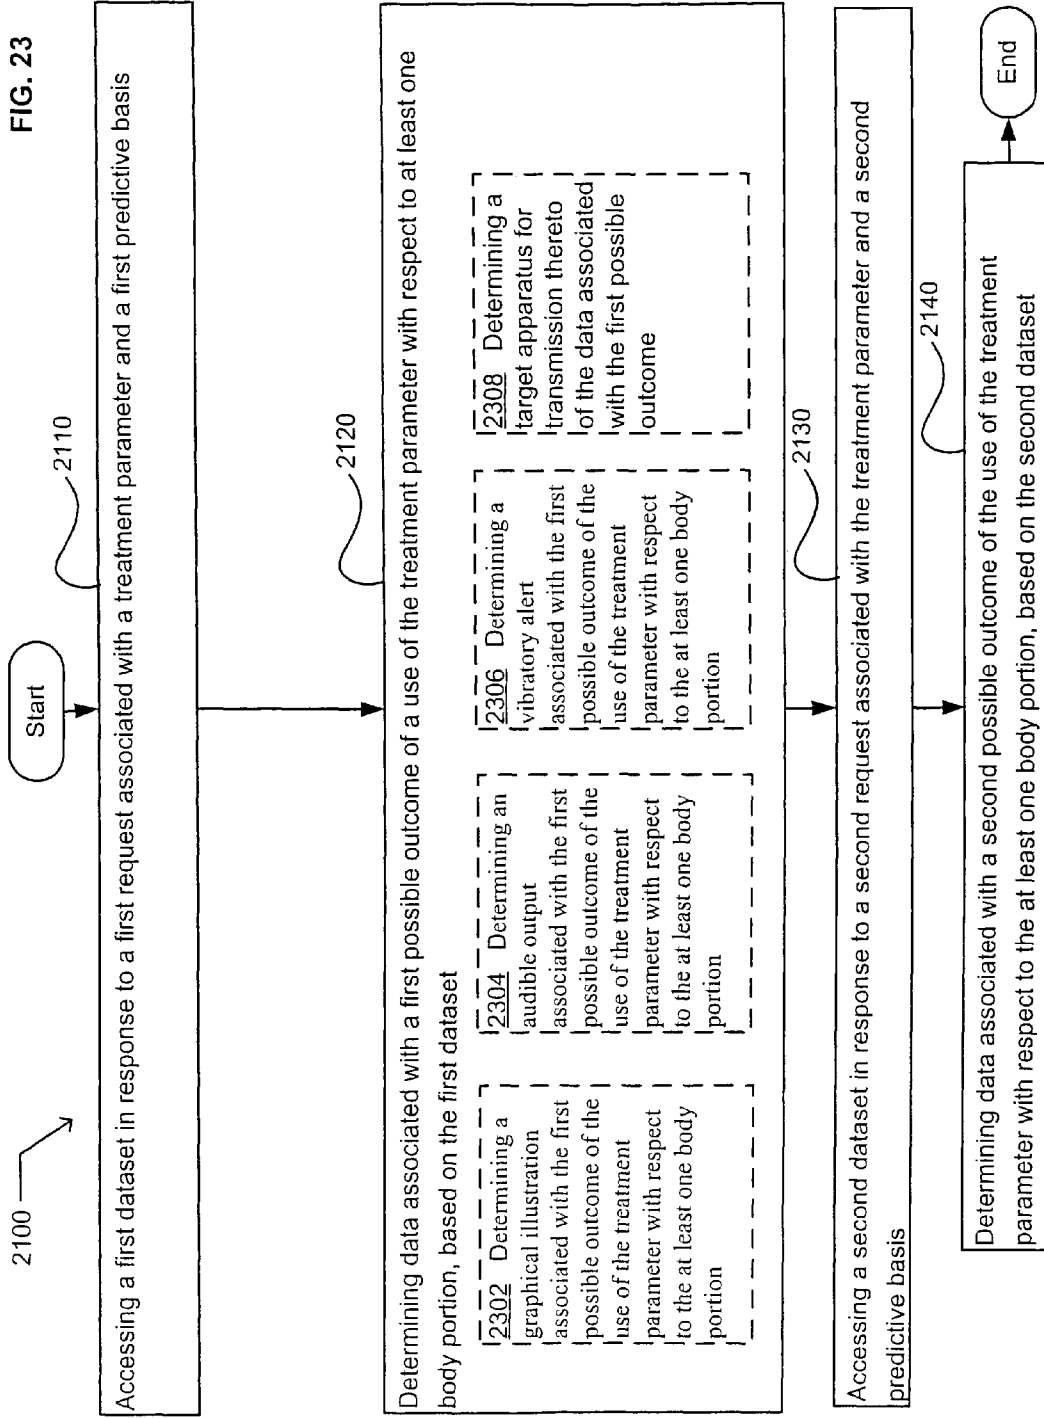 FIG. 23
2100
Start
2110
Accessing a first dataset in response to a first request associated with a treatment parameter and a first predictive basis
2120
Determining data associated with a first possible outcome of a use of the treatment parameter with respect to at least one
body portion, based on the first dataset
2302 Determining a
graphical illustration
associated with the first
possible outcome of the
use of the treatment
parameter with respect
to the at least one body
portion
2304 Determining an
audible output
associated with the first
possible outcome of the
use of the treatment
parameter with respect
to the at least one body
portion
2306 Determining a
vibratory alert
associated with the first
possible outcome of the
use of the treatment
parameter with respect
to the at least one body
portion
2308 Determining a
target apparatus for
transmission thereto
of the data associated
with the first possible
outcome
2130
Accessing a second dataset in response to a second request associated with the treatment parameter and a second
predictive basis
2140
Determining data associated with a second possible outcome of the use of the treatment
parameter with respect to the at least one body portion, based on the second dataset
End